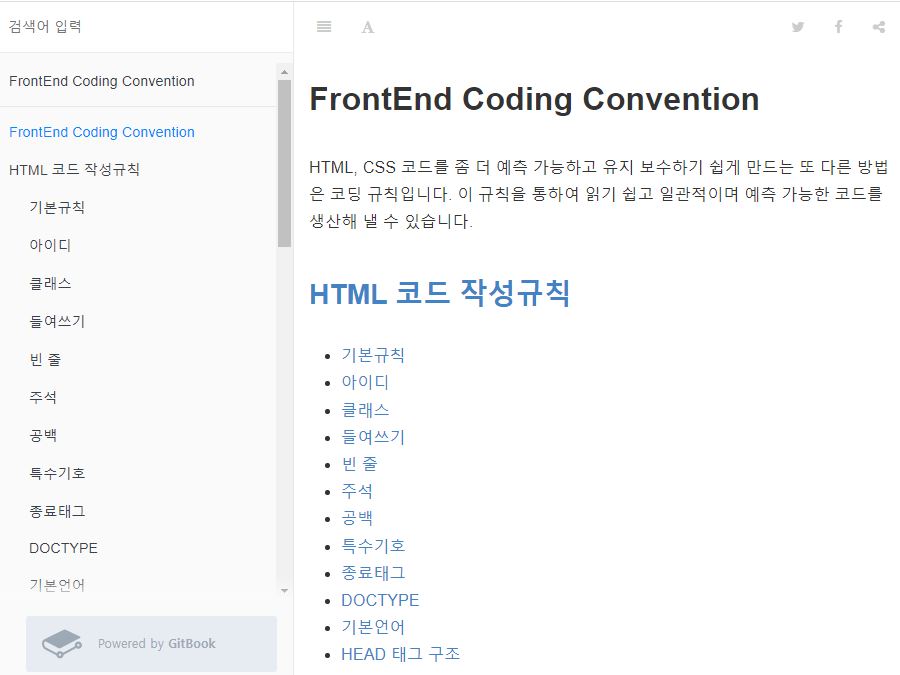 검색어 입력
FrontEnd Coding Convention
FrontEnd Coding Convention
HTML 코드 작성규칙
기본규칙
아이디
클래스
들여쓰기
빈 줄
주석
공백
특수기호
종료태그
DOCTYPE
기본언어
Powered by GitBook
A
FrontEnd Coding Convention
HTML, CSS 코드를 좀 더 예측 가능하고 유지 보수하기 쉽게 만드는 또 다른 방법
은 코딩 규칙입니다. 이 규칙을 통하여 읽기 쉽고 일관적이며 예측 가능한 코드를
생산해 낼 수 있습니다.
HTML 코드 작성규칙
기본규칙
아이디
클래스
들여쓰기
빈 줄
주석
공백
특수기호
종료태그
DOCTYPE
기본언어
HEAD 태그 구조